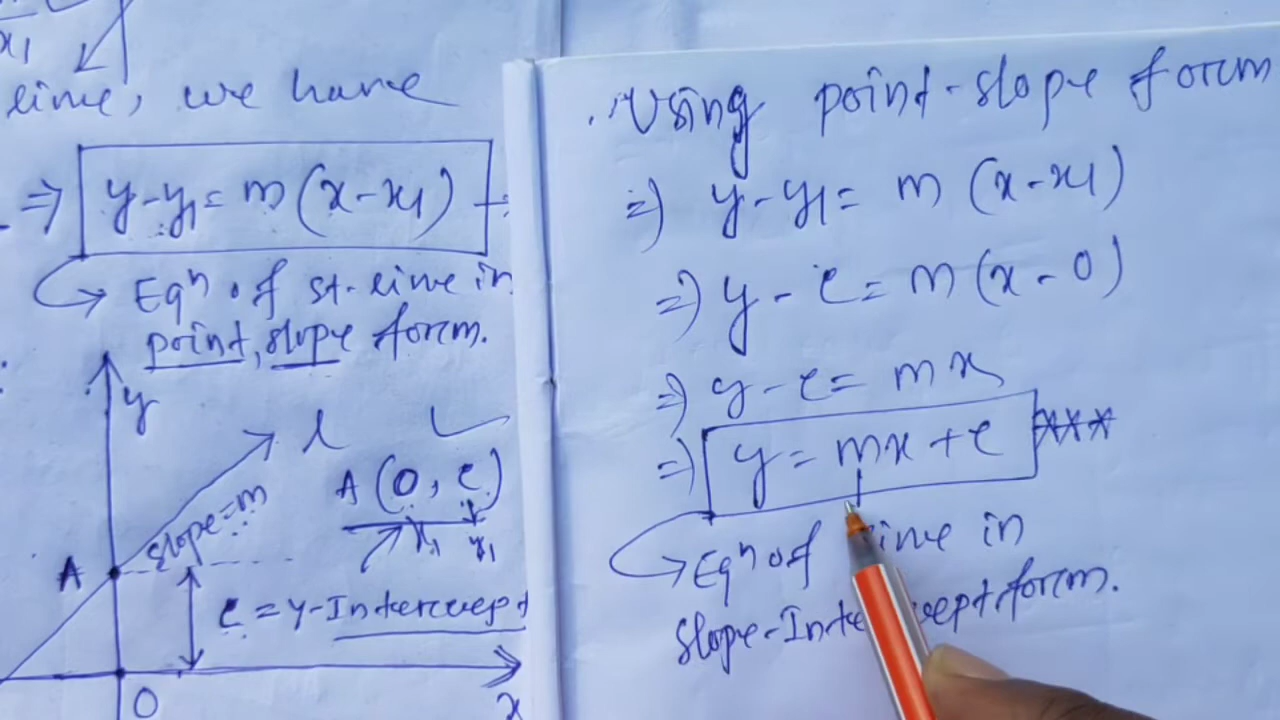 x1
line, we have
⇒ y-y1 = m(x-x1)
Eqn of st-line in
point, slope form.
y
l
A(0, c)
x1 y1
slope=m
A
c = y-Intercept
O
x
Using point-slope form
⇒ y-y1 = m(x-x1)
⇒ y-c = m(x-0)
⇒ y-c = mx
⇒ y = mx+c ***
Eqn of line in
slope-Intercept form.